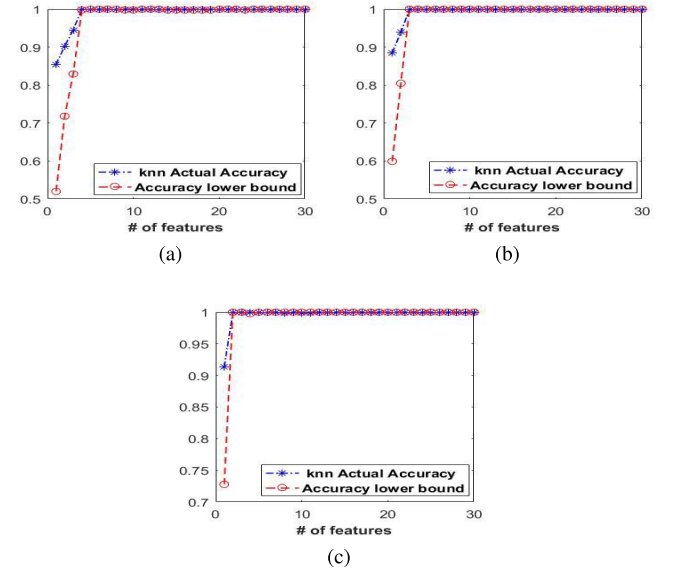 1
0.9
0.8
0.7
0.6
0.5
0 10 20 30
# of features
knn Actual Accuracy
Accuracy lower bound
(a)
1
0.9
0.8
0.7
0.6
0.5
0 10 20 30
# of features
knn Actual Accuracy
Accuracy lower bound
(b)
1
0.95
0.9
0.85
0.8
0.75
0.7
0 10 20 30
# of features
knn Actual Accuracy
Accuracy lower bound
(c)